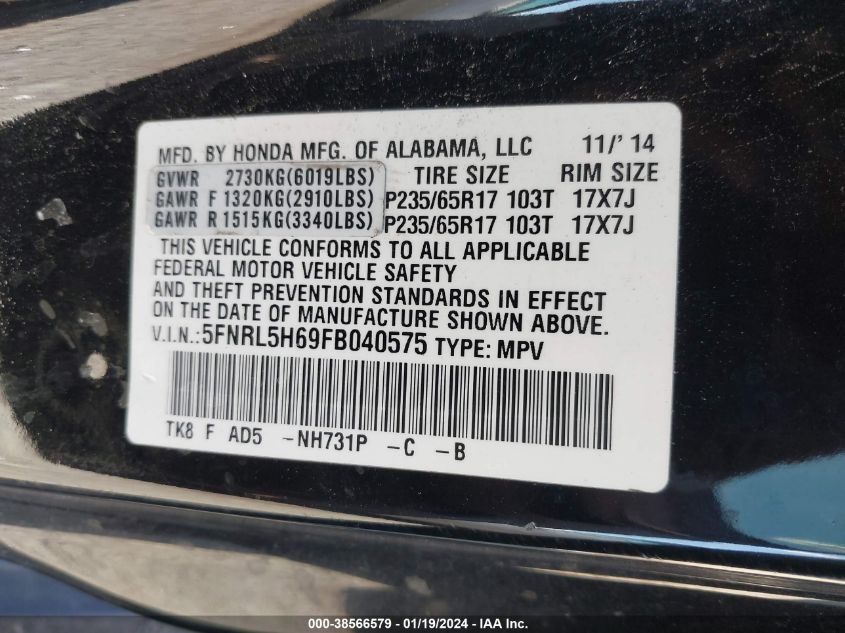 MFD. BY HONDA MFG. OF ALABAMA, LLC 11/' 14
GVWR 2730KG(6019LBS) TIRE SIZE RIM SIZE
GAWR F 1320KG(2910LBS) P235/65R17 103T 17X7J
GAWR R 1515KG(3340LBS) P235/65R17 103T 17X7J
THIS VEHICLE CONFORMS TO ALL APPLICABLE
FEDERAL MOTOR VEHICLE SAFETY
AND THEFT PREVENTION STANDARDS IN EFFECT
ON THE DATE OF MANUFACTURE SHOWN ABOVE.
V.I.N.:5FNRL5H69FB040575 TYPE: MPV
TK8 F AD5 -NH731P -C -B
000-38566579 / 01/19/2024 - IAA Inc.